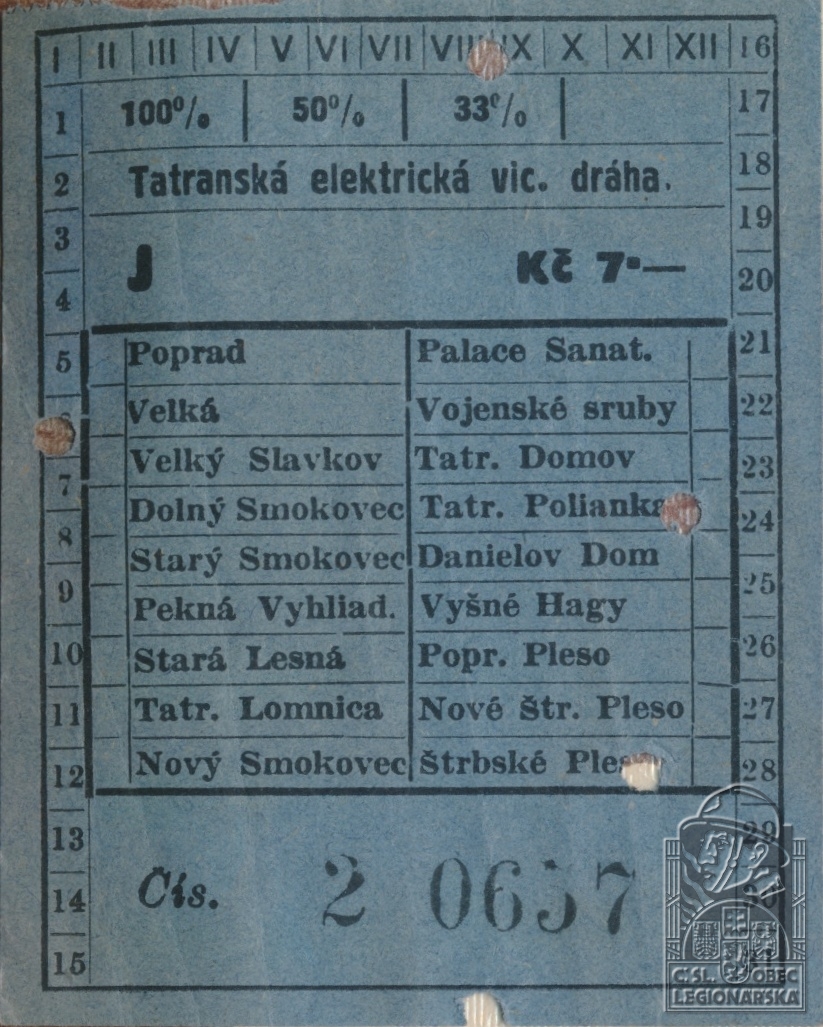 I II III IV V VI VII VIII IX X XI XII 16
1 100% 50% 33% 17
2 Tatranská elektrická vic. dráha. 18
3 19
J Kč 7·—
4 20
5 Poprad Palace Sanat. 21
Velká Vojenské sruby 22
7 Velký Slavkov Tatr. Domov 23
8 Dolný Smokovec Tatr. Polianka 24
9 Starý Smokovec Danielov Dom 25
Pekná Vyhliad. Vyšné Hagy
10 Stará Lesná Popr. Pleso 26
11 Tatr. Lomnica Nové Štr. Pleso 27
12 Nový Smokovec Štrbské 28
13 29
14 Čís. 2 0657
15
Č.SL. OBEC
LEGIONÁŘSKÁ